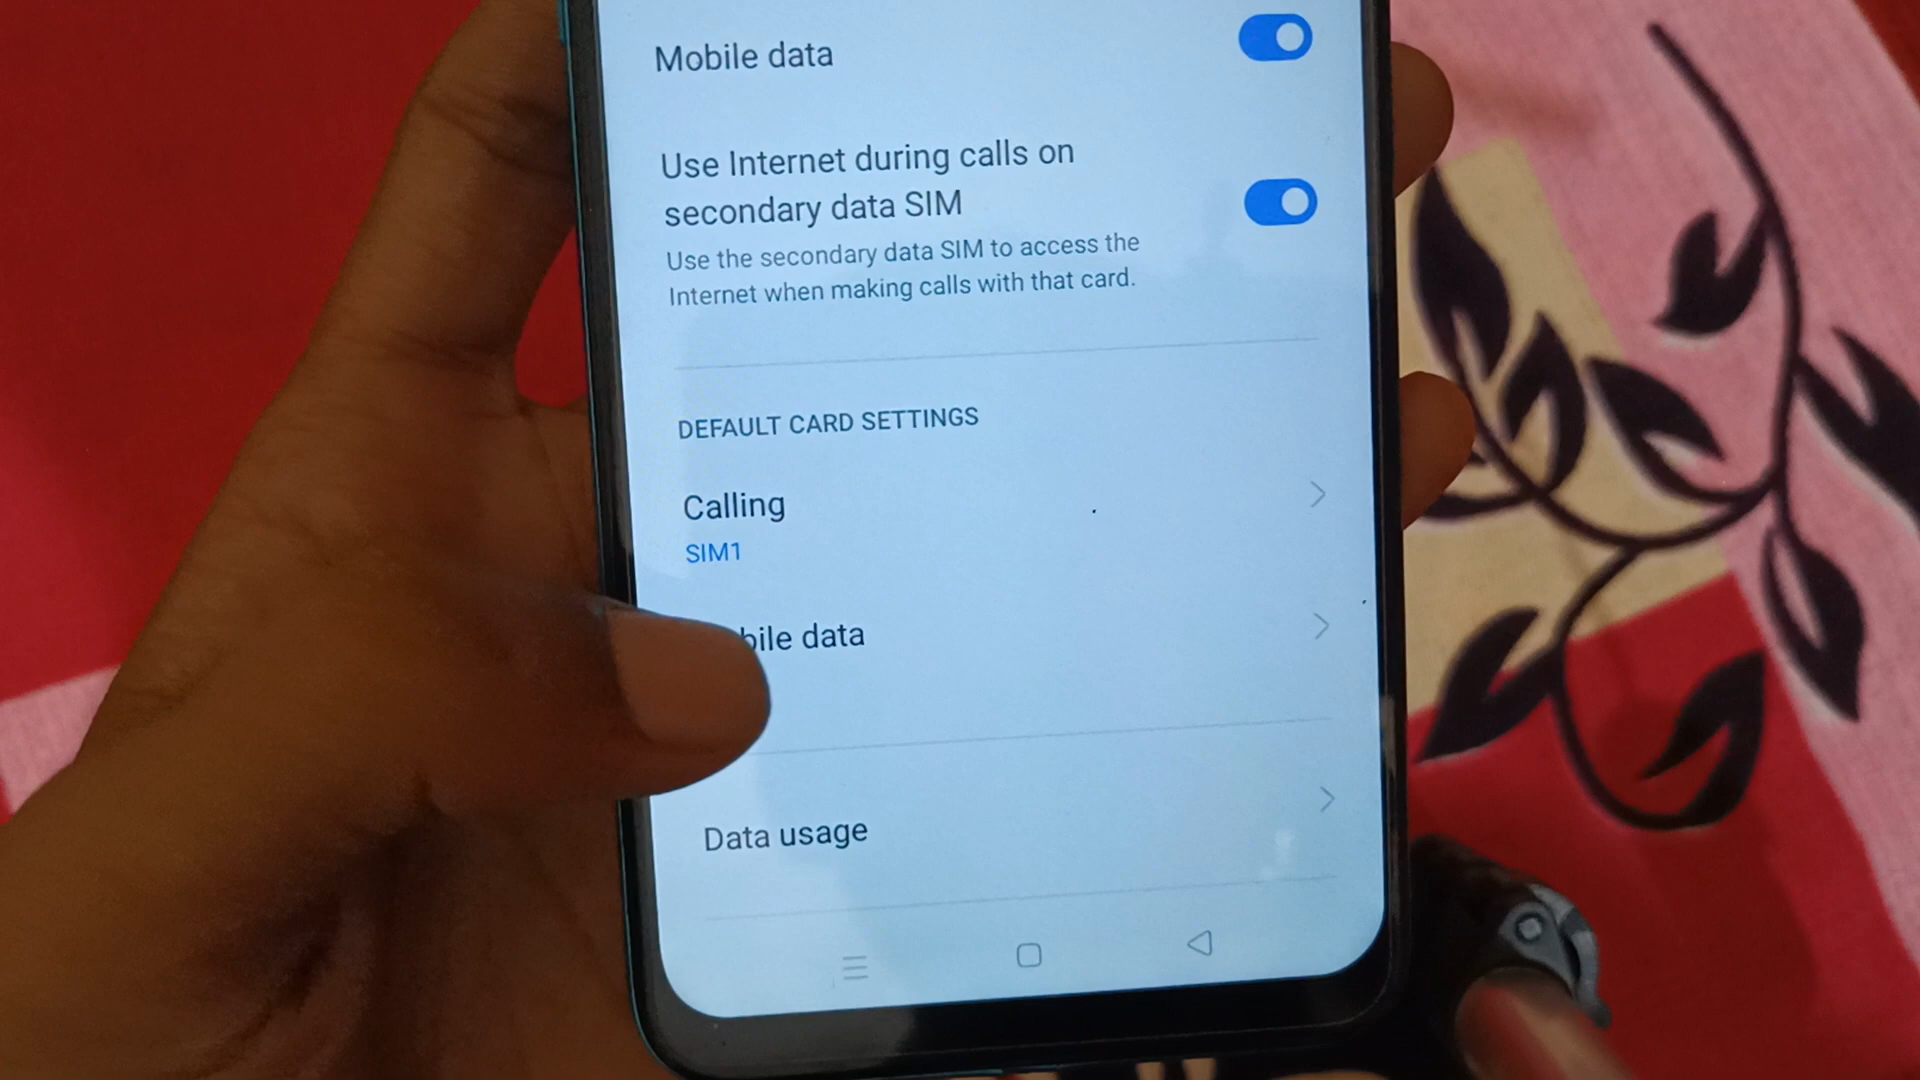 Mobile data
Use Internet during calls on
secondary data SIM
Use the secondary data SIM to access the
Internet when making calls with that card.
DEFAULT CARD SETTINGS
Calling
SIM1
bile data
Data usage